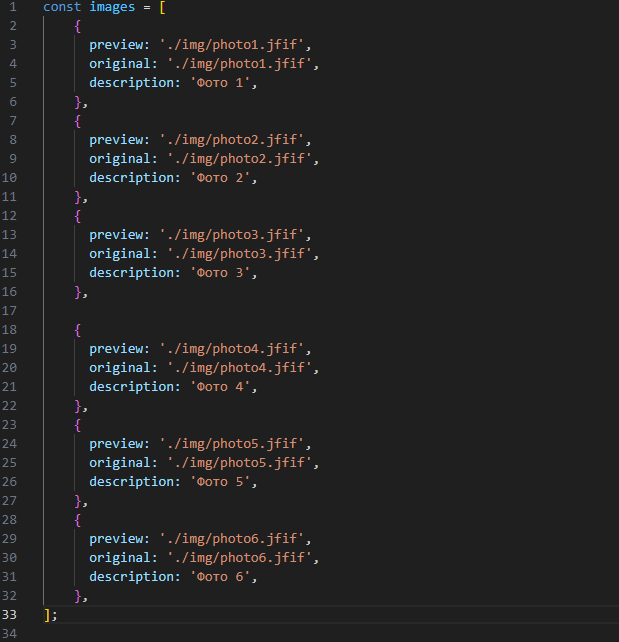 1 const images = [
2 {
3 preview: './img/photo1.jfif',
4 original: './img/photo1.jfif',
5 description: 'Фото 1',
6 },
7 {
8 preview: './img/photo2.jfif',
9 original: './img/photo2.jfif',
10 description: 'Фото 2',
11 },
12 {
13 preview: './img/photo3.jfif',
14 original: './img/photo3.jfif',
15 description: 'Фото 3',
16 },
17
18 {
19 preview: './img/photo4.jfif',
20 original: './img/photo4.jfif',
21 description: 'Фото 4',
22 },
23 {
24 preview: './img/photo5.jfif',
25 original: './img/photo5.jfif',
26 description: 'Фото 5',
27 },
28 {
29 preview: './img/photo6.jfif',
30 original: './img/photo6.jfif',
31 description: 'Фото 6',
32 },
33 ];
34